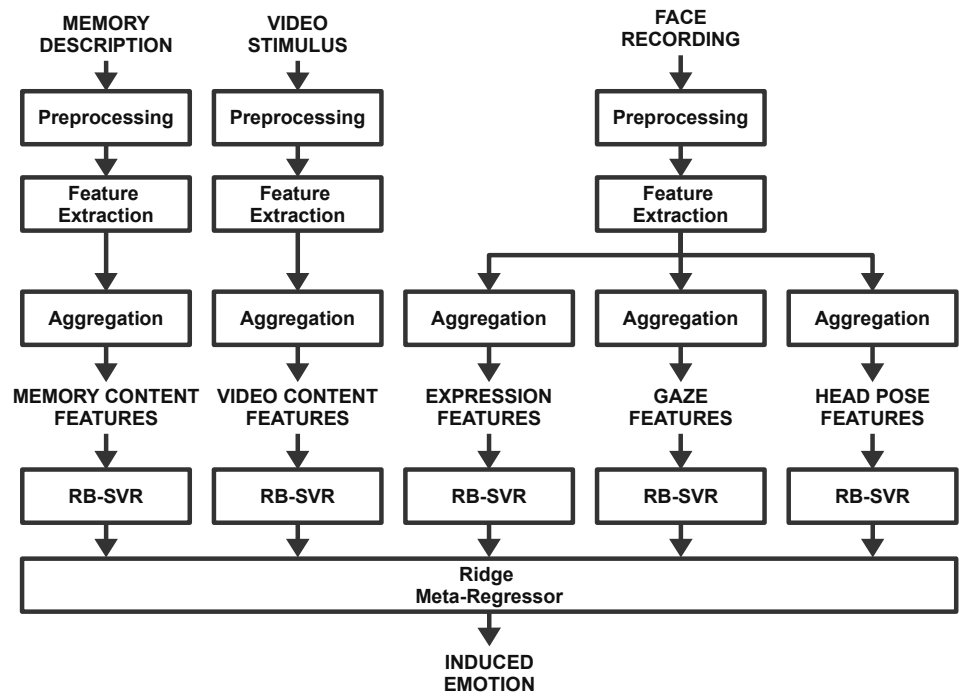 MEMORY
DESCRIPTION
VIDEO
STIMULUS
FACE
RECORDING
Preprocessing
Preprocessing
Preprocessing
Feature
Extraction
Feature
Extraction
Feature
Extraction
Aggregation
Aggregation
Aggregation
Aggregation
Aggregation
MEMORY CONTENT
FEATURES
VIDEO CONTENT
FEATURES
EXPRESSION
FEATURES
GAZE
FEATURES
HEAD POSE
FEATURES
RB-SVR
RB-SVR
RB-SVR
RB-SVR
RB-SVR
Ridge
Meta-Regressor
INDUCED
EMOTION